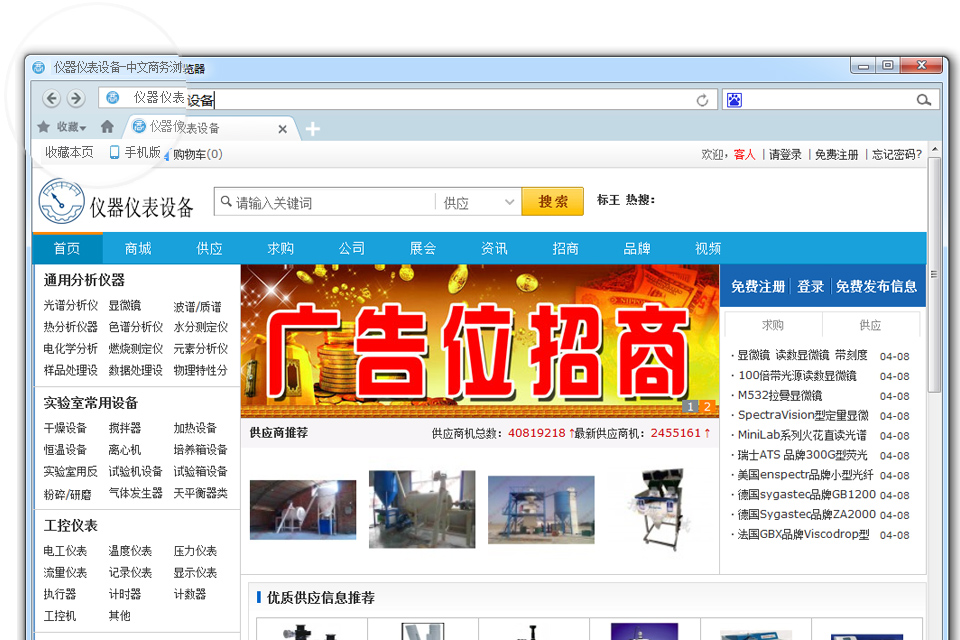 仪器仪表设备-中文商务浏览器
仪器仪表设备
收藏 仪器仪表设备
收藏本页 手机版 购物车(0) 欢迎, 客人 | 请登录 | 免费注册 | 忘记密码?
仪器仪表设备 请输入关键词 供应 搜索 标王 热搜:
首页 商城 供应 求购 公司 展会 资讯 招商 品牌 视频
通用分析仪器
光谱分析仪 显微镜 波谱/质谱
热分析仪器 色谱分析仪 水分测定仪
电化学分析 燃烧测定仪 元素分析仪
样品处理设 数据处理设 物理特性分
实验室常用设备
干燥设备 搅拌器 加热设备
恒温设备 离心机 培养箱设备
实验室用反 试验机设备 试验箱设备
粉碎/研磨 气体发生器 天平衡器类
工控仪表
电工仪表 温度仪表 压力仪表
流量仪表 记录仪表 显示仪表
执行器 计时器 计数器
工控机 其他
广告位招商
1 2
供应商推荐 供应商机总数: 40819218↑最新供应商机: 2455161↑
优质供应信息推荐
免费注册 登录 免费发布信息
求购 供应
·显微镜 读数显微镜 带刻度 04-08
·100倍带光源读数显微镜 04-08
·M532拉曼显微镜 04-08
·SpectraVision型定量显微 04-08
·MiniLab系列火花直读光谱 04-08
·瑞士ATS 品牌300G型荧光 04-08
·美国enspectr品牌小型光纤 04-08
·德国sygastec品牌GB1200 04-08
·德国Sygastec品牌ZA2000 04-08
·法国GBX品牌Viscodrop型 04-08